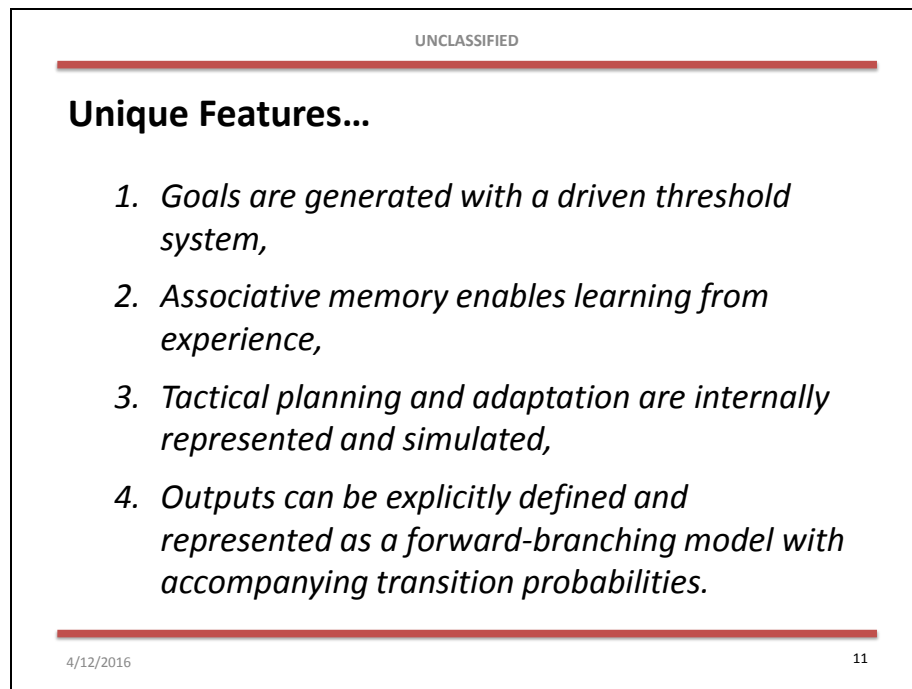 UNCLASSIFIED
Unique Features…
1. Goals are generated with a driven threshold
system,
2. Associative memory enables learning from
experience,
3. Tactical planning and adaptation are internally
represented and simulated,
4. Outputs can be explicitly defined and
represented as a forward-branching model with
accompanying transition probabilities.
4/12/2016
11